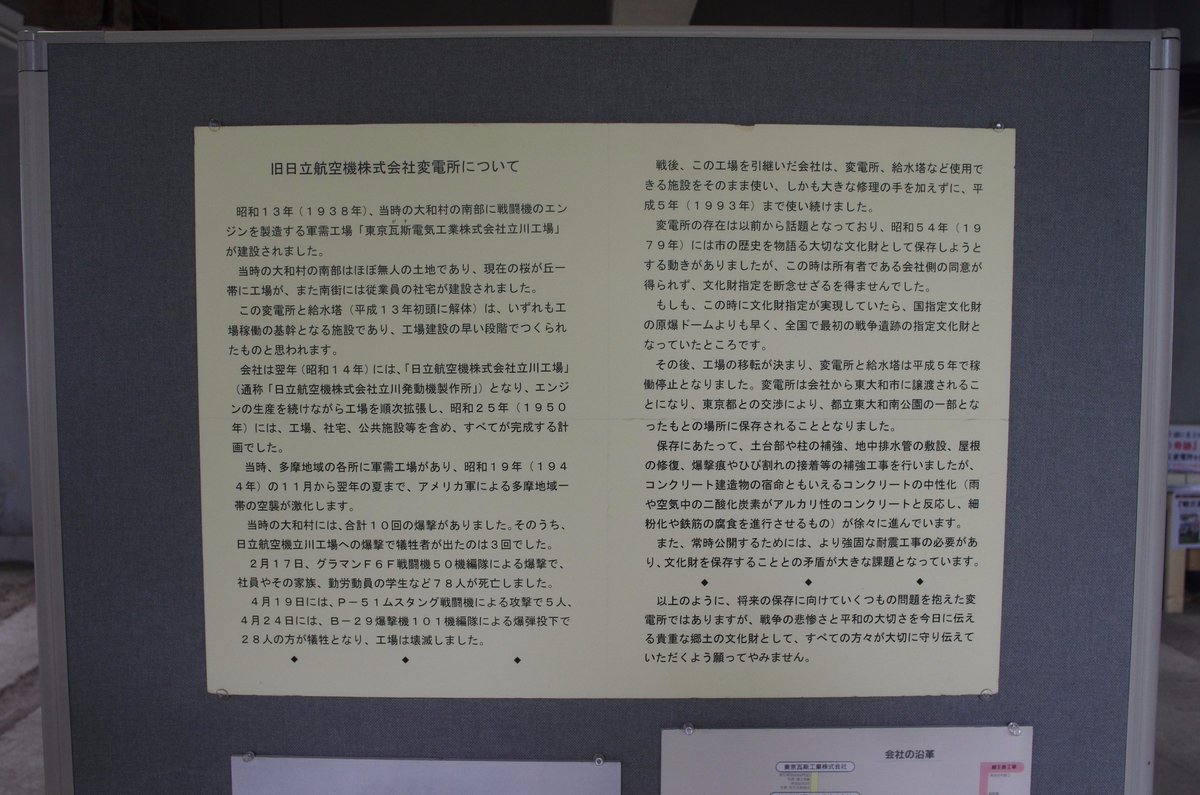 旧日立航空機株式会社変電所について
昭和13年（1938年）、当時の大和村の南部に戦闘機のエン
ジンを製造する軍需工場「東京瓦斯電気工業株式会社立川工場」
が建設されました。
当時の大和村の南部はほぼ無人の土地であり、現在の桜が丘一
帯に工場が、また南街には従業員の社宅が建設されました。
この変電所と給水塔（平成13年初頭に解体）は、いずれも工
場稼働の基幹となる施設であり、工場建設の早い段階でつくられ
たものと思われます。
会社は翌年（昭和14年）には、「日立航空機株式会社立川工場」
（通称「日立航空機株式会社立川発動機製作所」）となり、エンジ
ンの生産を続けながら工場を順次拡張し、昭和25年（1950
年）には、工場、社宅、公共施設等を含め、すべてが完成する計
画でした。
当時、多摩地域の各所に軍需工場があり、昭和19年（194
4年）の11月から翌年の夏まで、アメリカ軍による多摩地域一
帯の空襲が激化します。
当時の大和村には、合計10回の爆撃がありました。そのうち、
日立航空機立川工場への爆撃で犠牲者が出たのは3回でした。
2月17日、グラマンF6F戦闘機50機編隊による爆撃で、
社員やその家族、勤労動員の学生など78人が死亡しました。
4月19日には、P－51ムスタング戦闘機による攻撃で5人、
4月24日には、B－29爆撃機101機編隊による爆弾投下で
28人の方が犠牲となり、工場は壊滅しました。
◆ ◆ ◆
戦後、この工場を引継いだ会社は、変電所、給水塔など使用で
きる施設をそのまま使い、しかも大きな修理の手を加えずに、平
成5年（1993年）まで使い続けました。
変電所の存在は以前から話題となっており、昭和54年（19
79年）には市の歴史を物語る大切な文化財として保存しようと
する動きがありましたが、この時は所有者である会社側の同意が
得られず、文化財指定を断念せざるを得ませんでした。
もしも、この時に文化財指定が実現していたら、国指定文化財
の原爆ドームよりも早く、全国で最初の戦争遺跡の指定文化財と
なっていたところです。
その後、工場の移転が決まり、変電所と給水塔は平成5年で稼
働停止となりました。変電所は会社から東大和市に譲渡されるこ
とになり、東京都との交渉により、都立東大和南公園の一部とな
ったもとの場所に保存されることとなりました。
保存にあたって、土台部や柱の補強、地中排水管の敷設、屋根
の修復、爆撃痕やひび割れの接着等の補強工事を行いましたが、
コンクリート建造物の宿命ともいえるコンクリートの中性化（雨
や空気中の二酸化炭素がアルカリ性のコンクリートと反応し、細
粉化や鉄筋の腐食を進行させるもの）が徐々に進んでいます。
また、常時公開するためには、より強固な耐震工事の必要があ
り、文化財を保存することとの矛盾が大きな課題となっています。
◆ ◆ ◆
以上のように、将来の保存に向けていくつもの問題を抱えた変
電所ではありますが、戦争の悲惨さと平和の大切さを今日に伝え
る貴重な郷土の文化財として、すべての方々が大切に守り伝えて
いただくよう願ってやみません。
会社の沿革
東京瓦斯工業株式会社